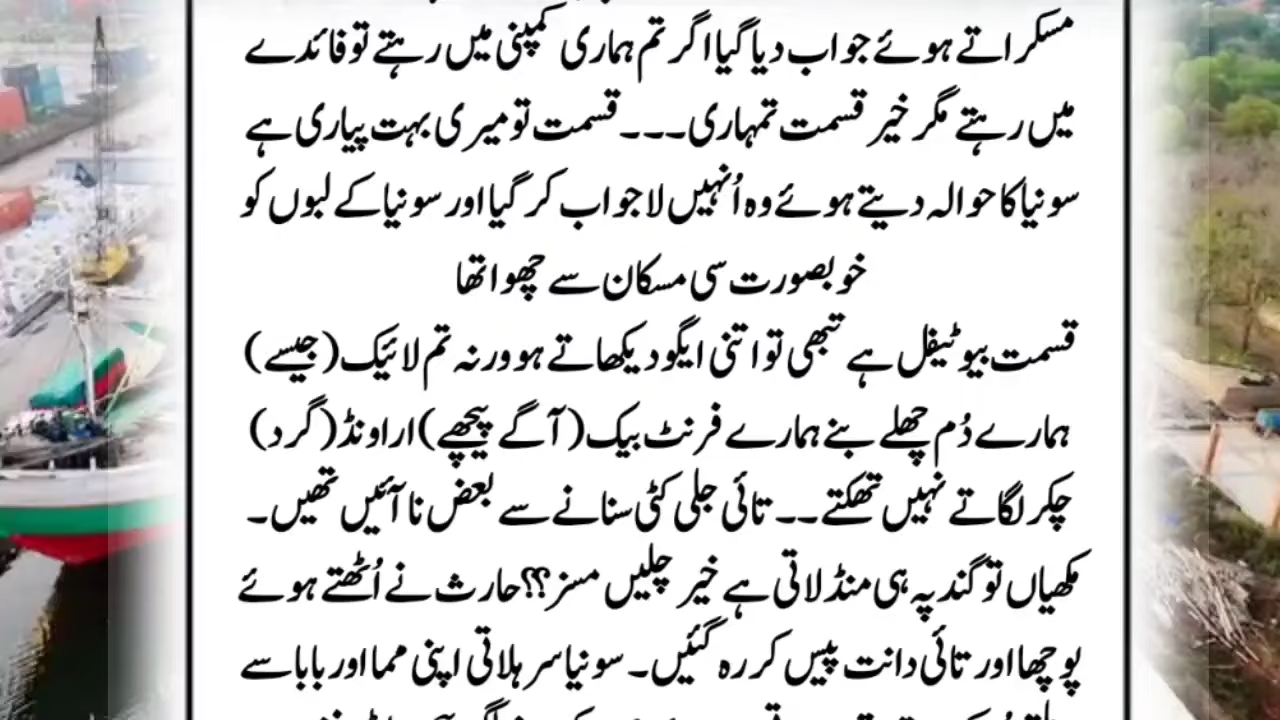 مسکراتے ہوئے جواب دیا گیا اگر تم ہماری کمپنی میں رہتے تو فائدے
میں رہتے مگر خیر قسمت تمہاری۔۔۔ قسمت تو میری بہت پیاری ہے
سونیا کا حوالہ دیتے ہوئے وہ اُنہیں لاجواب کر گیا اور سونیا کے لبوں کو
خوبصورت سی مسکان سے چھوا تھا
قسمت بیوٹیفل ہے تبھی تو اتنی ایگو دیکھاتے ہو ورنہ تم لائیک (جیسے)
ہمارے دُم چھلے بنے ہمارے فرنٹ بیک (آگے پیچھے) اراونڈ (گرد)
چکر لگاتے نہیں تھکتے۔۔ تائی جلی کٹی سنانے سے بعض نا آئیں تھیں۔
مکھیاں تو گند پہ ہی منڈلاتی ہے خیر چلیں مسز؟؟ حارث نے اُٹھتے ہوئے
پوچھا اور تائی دانت پیس کر رہ گئیں۔ سونیا سر ہلاتی اپنی مما اور بابا سے